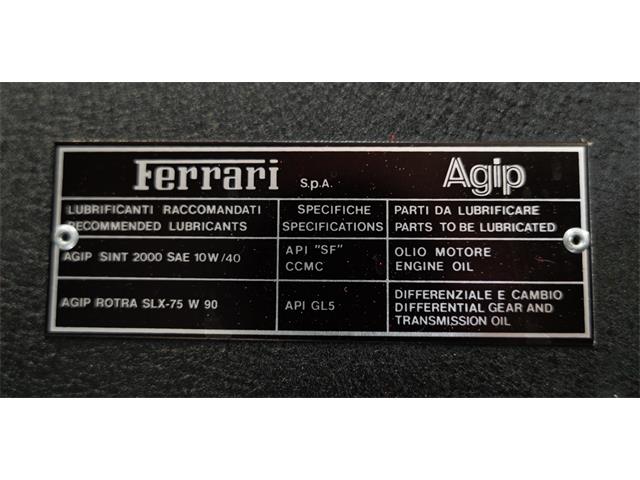 Ferrari S.p.A. Agip
LUBRIFICANTI RACCOMANDATI
RECOMMENDED LUBRICANTS
SPECIFICHE
SPECIFICATIONS
PARTI DA LUBRIFICARE
PARTS TO BE LUBRICATED
AGIP SINT 2000 SAE 10W/40
API "SF"
CCMC
OLIO MOTORE
ENGINE OIL
AGIP ROTRA SLX-75 W 90
API GL5
DIFFERENZIALE E CAMBIO
DIFFERENTIAL GEAR AND
TRANSMISSION OIL